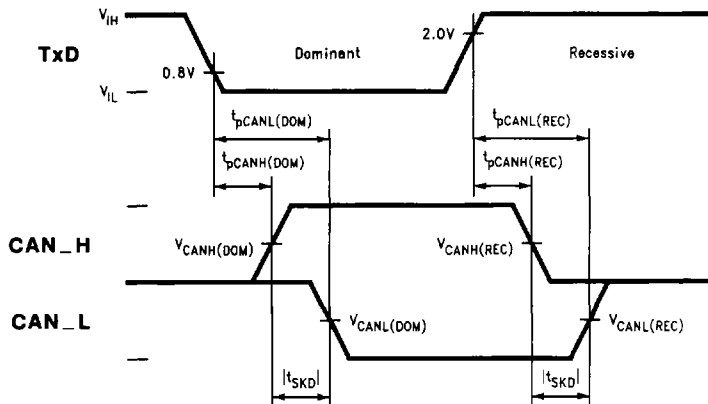 V_IH
TxD
0.8V
Dominant
2.0V
Recessive
V_IL
t_pCANL(DOM)
t_pCANL(REC)
t_pCANH(DOM)
t_pCANH(REC)
CAN_H
V_CANH(DOM)
V_CANH(REC)
CAN_L
V_CANL(DOM)
V_CANL(REC)
|t_SKD|
|t_SKD|